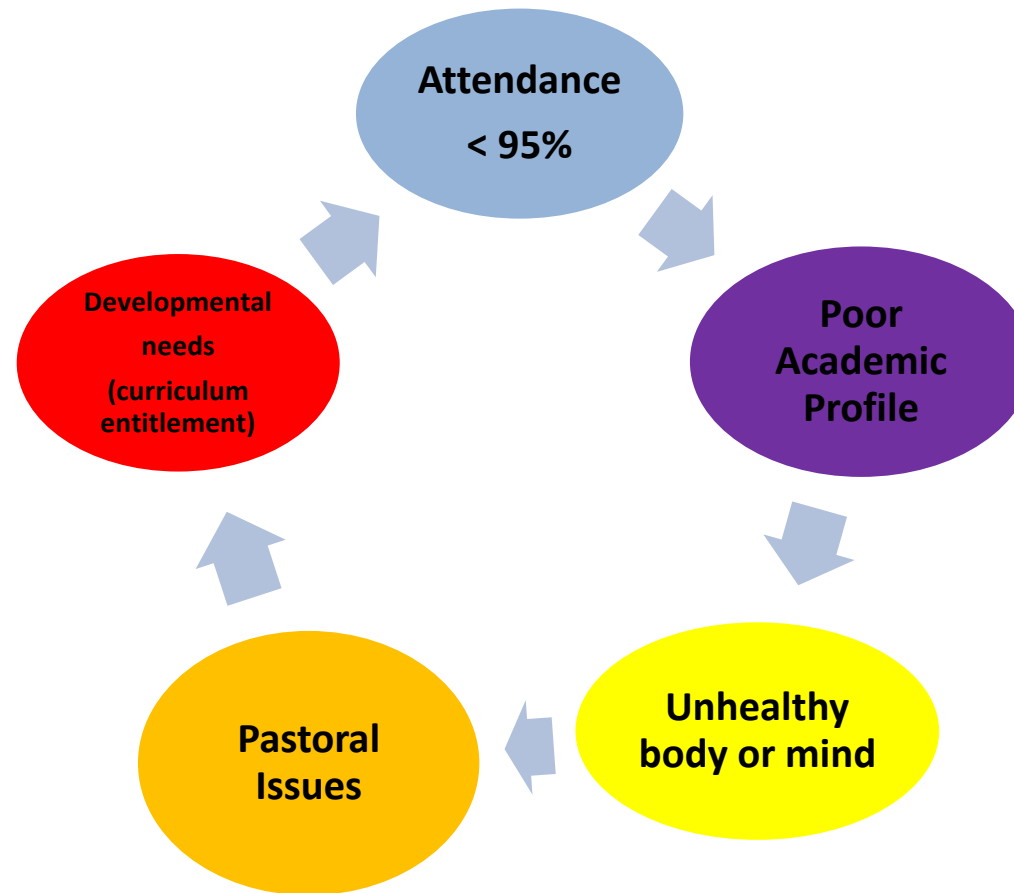 Attendance
< 95%
Poor
Academic
Profile
Unhealthy
body or mind
Pastoral
Issues
Developmental
needs
(curriculum
entitlement)